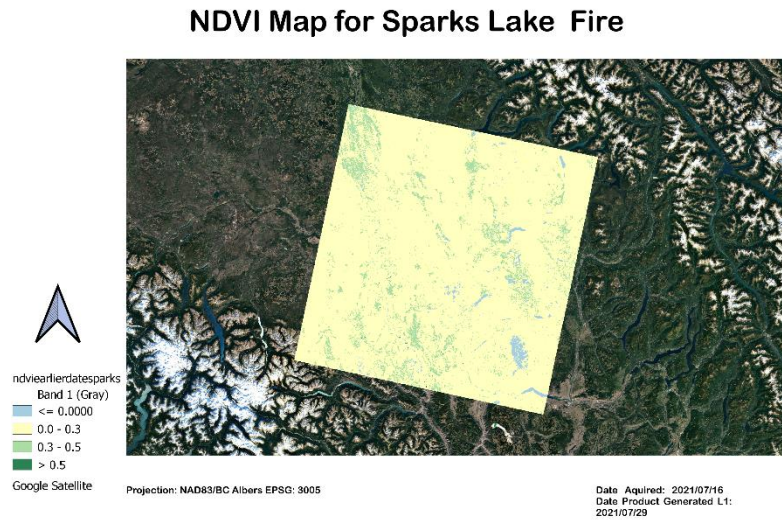 NDVI Map for Sparks Lake Fire
ndviearlierdatesparks
Band 1 (Gray)
<= 0.0000
0.0 - 0.3
0.3 - 0.5
> 0.5
Google Satellite
Projection: NAD83/BC Albers EPSG: 3005
Date Aquired: 2021/07/16
Date Product Generated L1:
2021/07/29